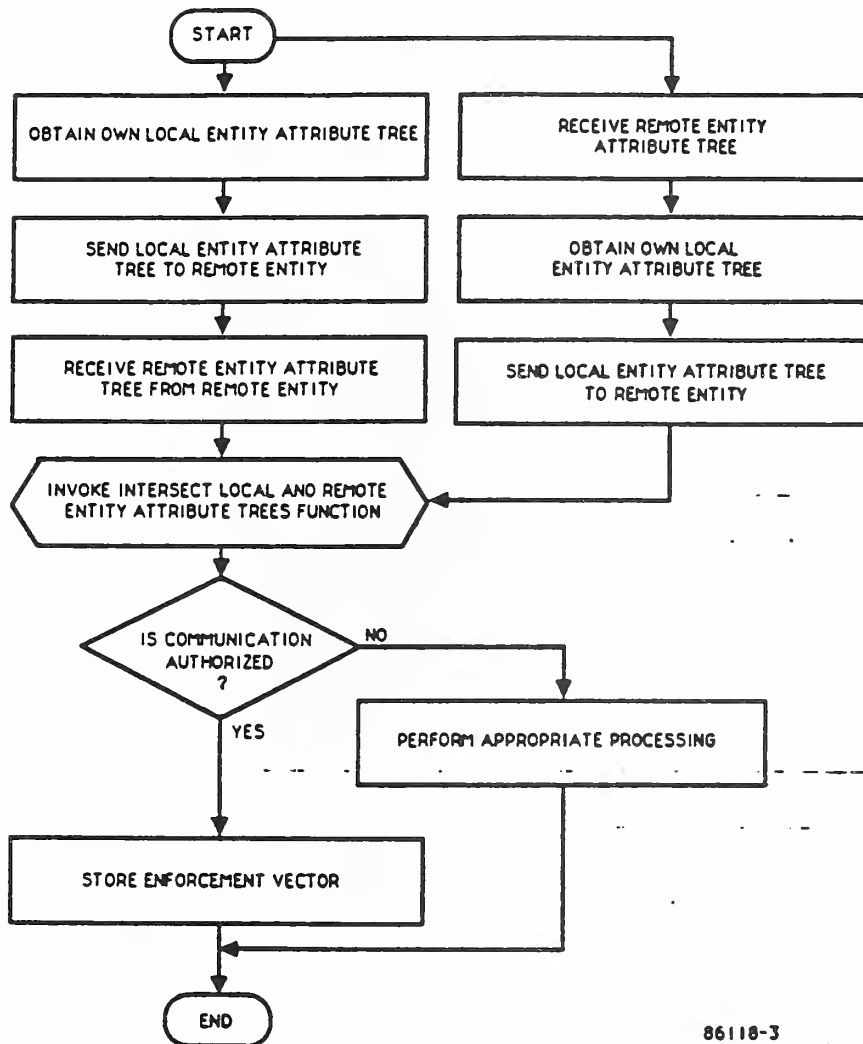 START
OBTAIN OWN LOCAL ENTITY ATTRIBUTE TREE
SEND LOCAL ENTITY ATTRIBUTE
TREE TO REMOTE ENTITY
RECEIVE REMOTE ENTITY ATTRIBUTE
TREE FROM REMOTE ENTITY
RECEIVE REMOTE ENTITY
ATTRIBUTE TREE
OBTAIN OWN LOCAL
ENTITY ATTRIBUTE TREE
SEND LOCAL ENTITY ATTRIBUTE TREE
TO REMOTE ENTITY
INVOKE INTERSECT LOCAL AND REMOTE
ENTITY ATTRIBUTE TREES FUNCTION
IS COMMUNICATION
AUTHORIZED
?
NO
YES
PERFORM APPROPRIATE PROCESSING
STORE ENFORCEMENT VECTOR
END
86118-3